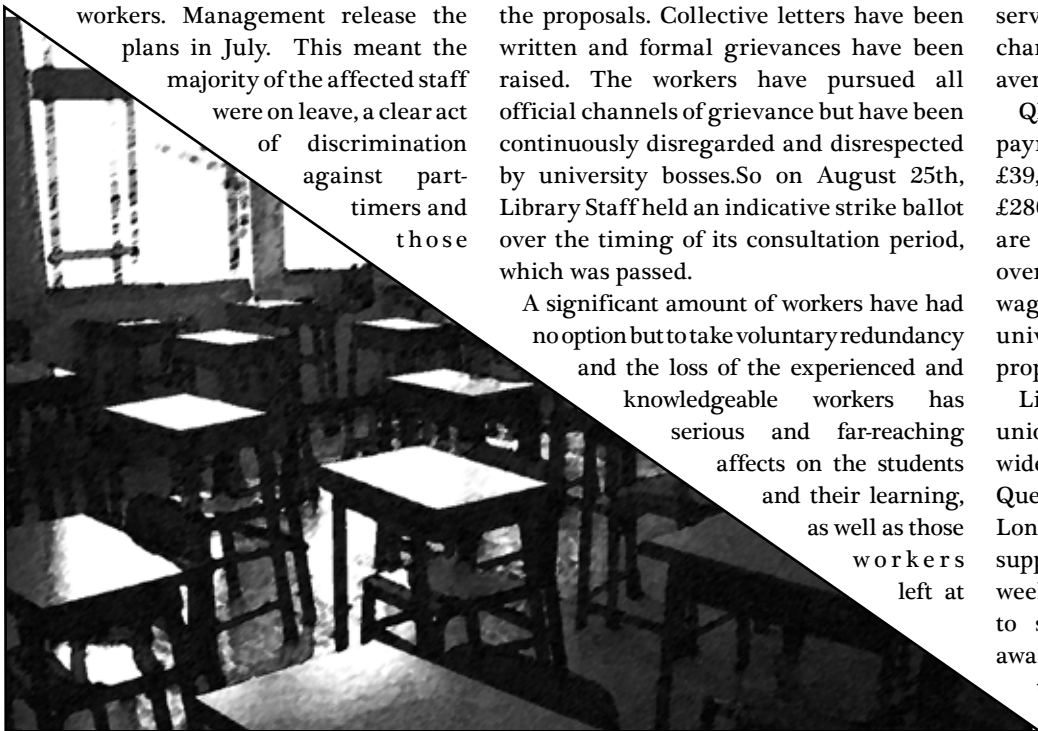 workers. Management release the
plans in July. This meant the
majority of the affected staff
were on leave, a clear act
of discrimination
against part-
timers and
those
the proposals. Collective letters have been
written and formal grievances have been
raised. The workers have pursued all
official channels of grievance but have been
continuously disregarded and disrespected
by university bosses.So on August 25th,
Library Staff held an indicative strike ballot
over the timing of its consultation period,
which was passed.
A significant amount of workers have had
no option but to take voluntary redundancy
and the loss of the experienced and
knowledgeable workers has
serious and far-reaching
affects on the students
and their learning,
as well as those
workers
left at
serv
£39,
are
over
wag
univ
prop
Li
wide
Que
Lon
supp
to s
awa